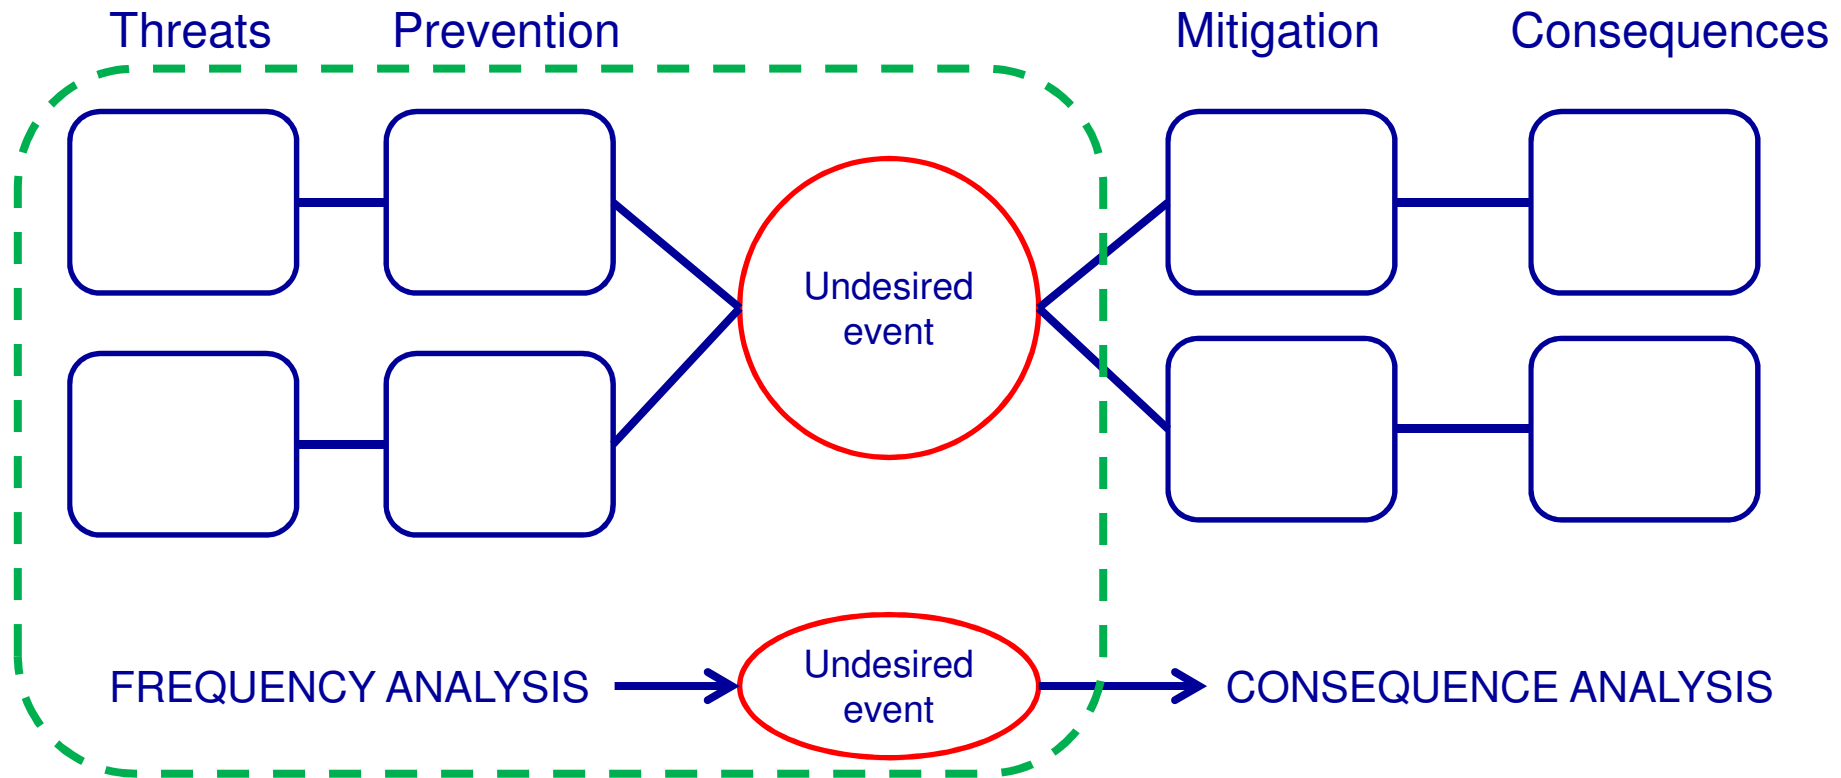 Threats
Prevention
Mitigation
Consequences
Undesired
event
FREQUENCY ANALYSIS
Undesired
event
CONSEQUENCE ANALYSIS